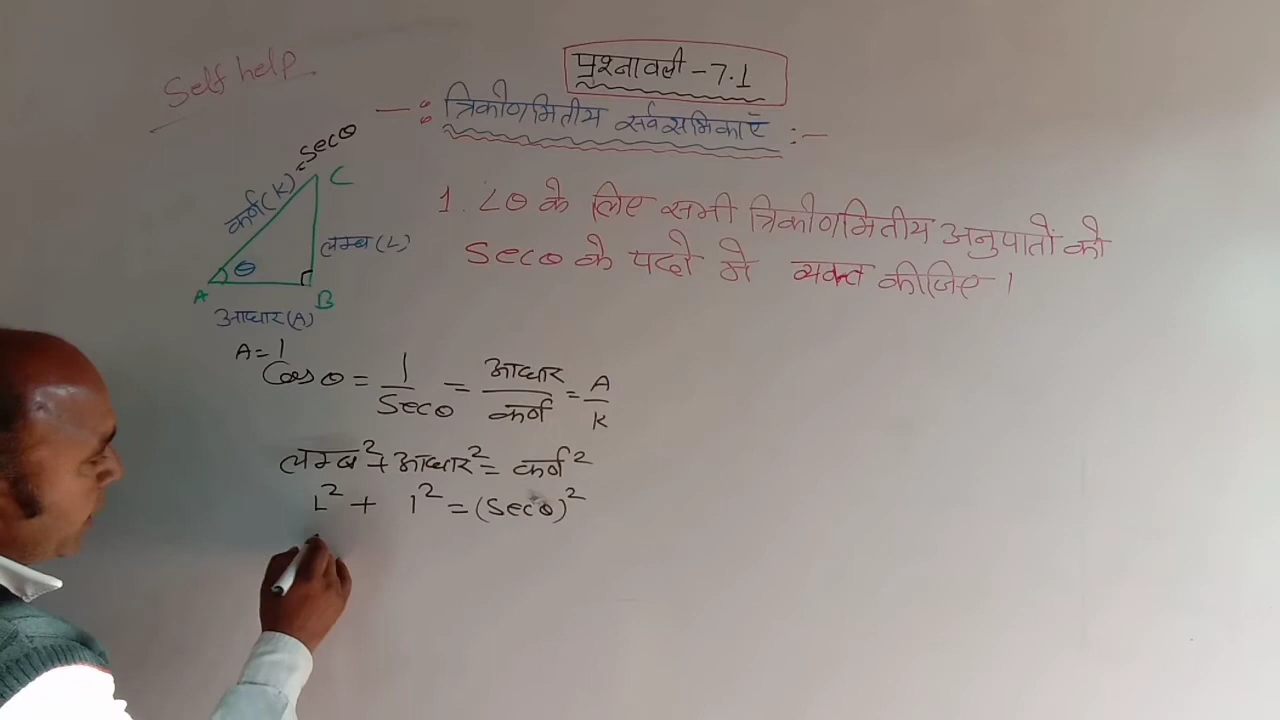 Self help
प्रश्नावली - 7.1
-: त्रिकोणमितीय सर्वसमिकाएँ :-
= secθ
कर्ण (K)
C
लम्ब (L)
θ
A
B
आधार (A)
1. ∠θ के लिए सभी त्रिकोणमितीय अनुपातों को
secθ के पदो मे व्यक्त कीजिए।
A = 1
Cosθ = 1/Secθ = आधार/कर्ण = A/K
लम्ब² + आधार² = कर्ण²
L² + 1² = (Secθ)²